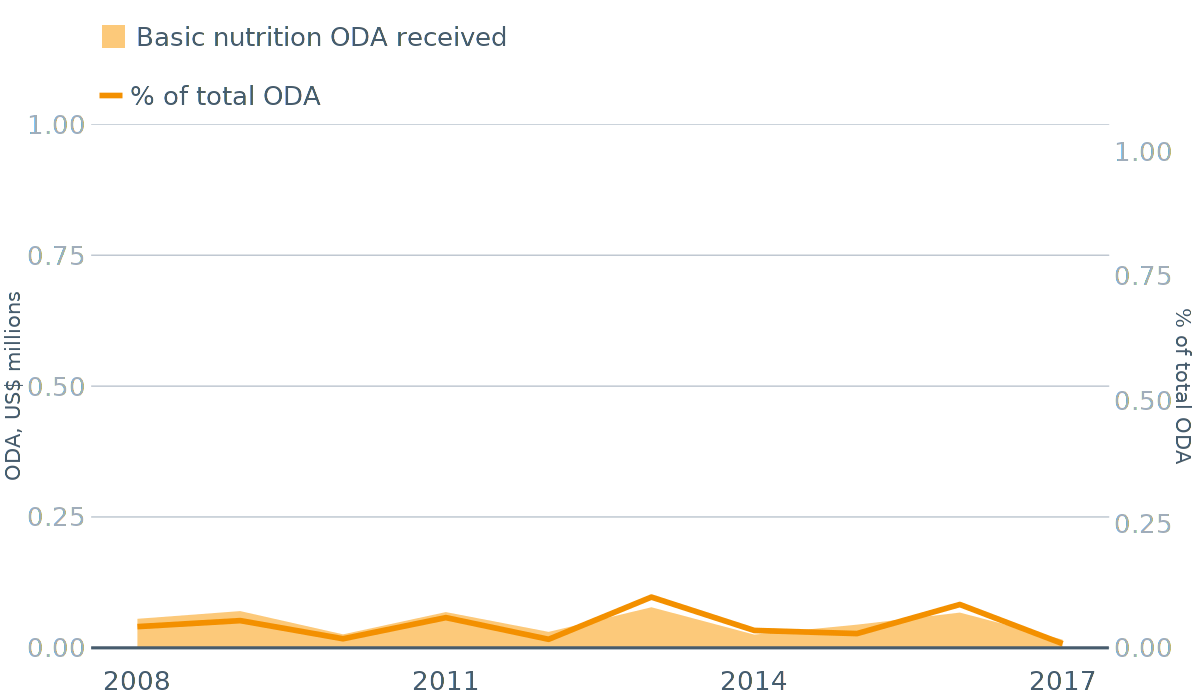 Basic nutrition ODA received
% of total ODA
1.00
0.75
0.50
0.25
0.00
ODA, US$ millions
1.00
0.75
0.50
0.25
0.00
% of total ODA
2008 2011 2014 2017